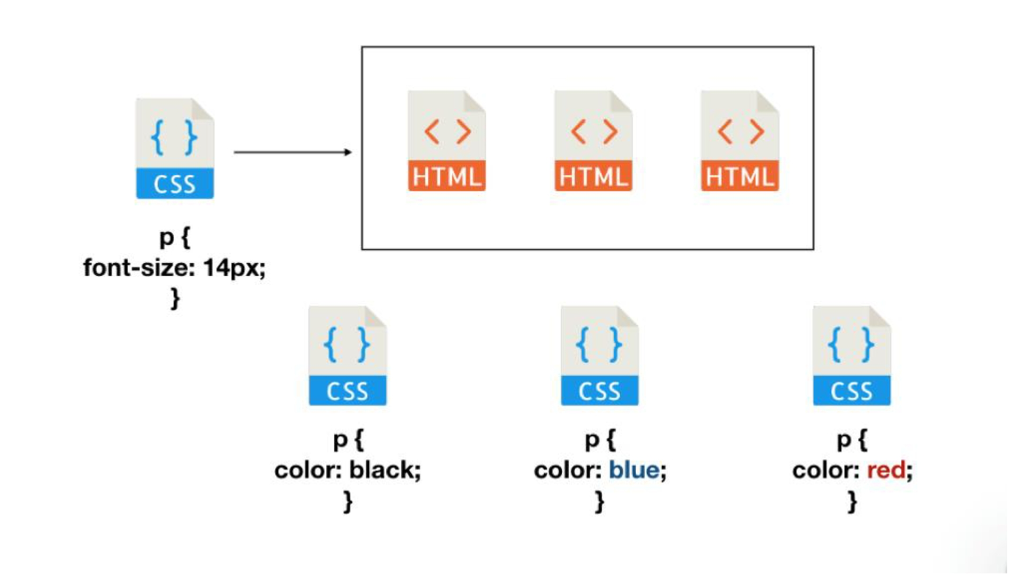 { }
CSS
< >
HTML
< >
HTML
< >
HTML
p {
font-size: 14px;
}
{ }
CSS
p {
color: black;
}
{ }
CSS
p {
color: blue;
}
{ }
CSS
p {
color: red;
}